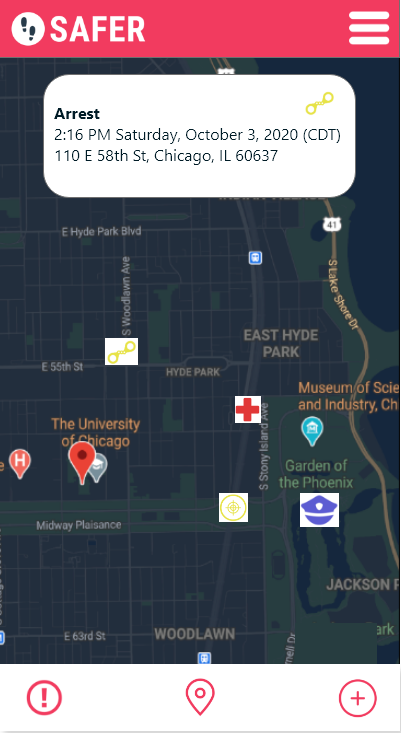 SAFER
Arrest
2:16 PM Saturday, October 3, 2020 (CDT)
110 E 58th St, Chicago, IL 60637
41
E Hyde Park Blvd
S Woodlawn Ave
S Lake Shore Dr
EAST HYDE
PARK
E 55th St
HYDE PARK
Museum of Scie
and Industry, Ch
The University
of Chicago
S Stony Island Ave
H
Garden of
the Phoenix
Midway Plaisance
JACKSON P
E 63rd St
WOODLAWN
ark